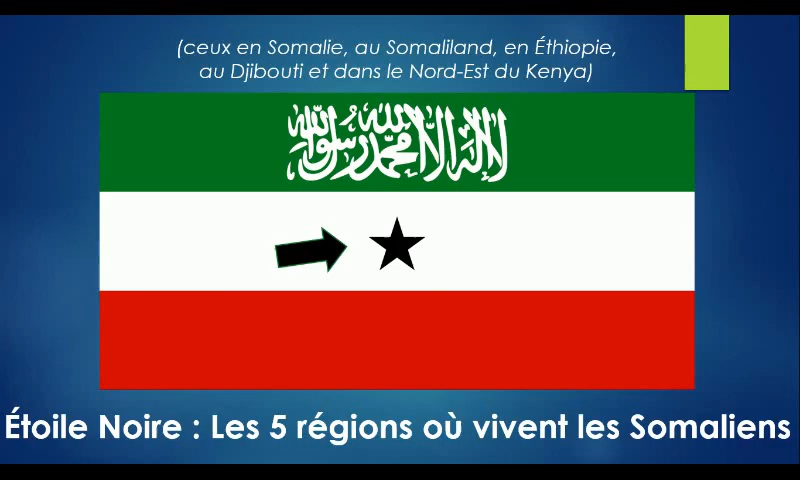 (ceux en Somalie, au Somaliland, en Éthiopie,
au Djibouti et dans le Nord-Est du Kenya)
لا إله إلا الله محمد رسول الله
Étoile Noire : Les 5 régions où vivent les Somaliens